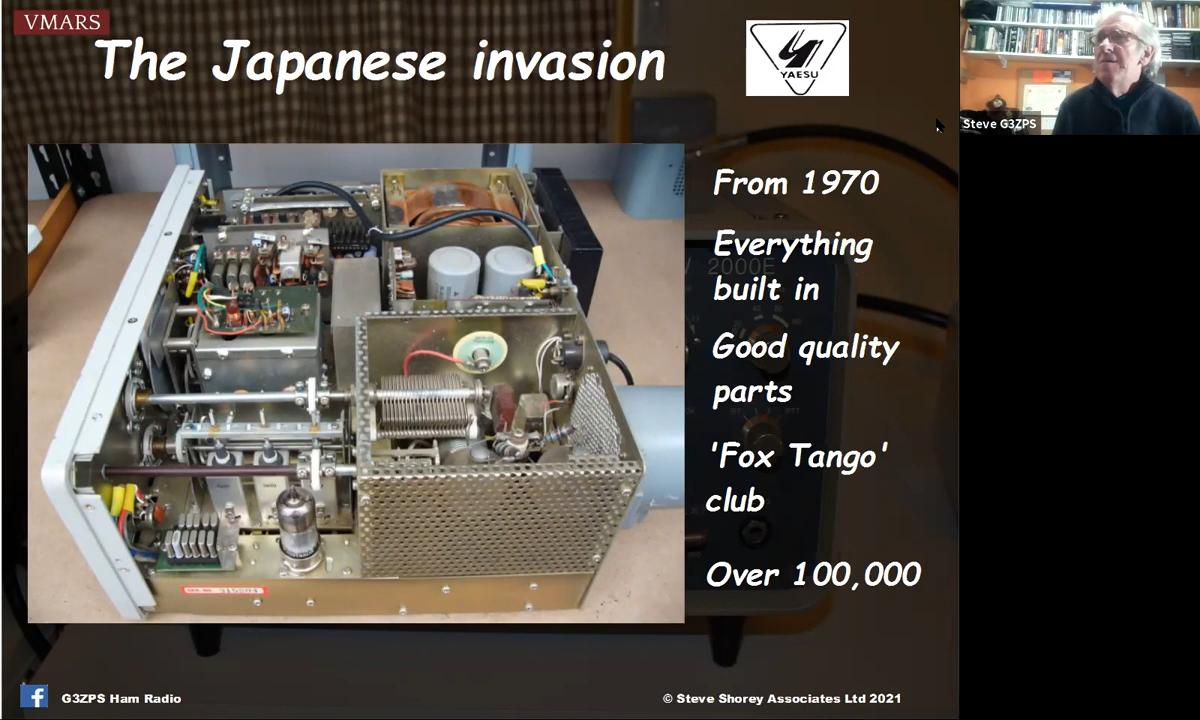 VMARS
The Japanese invasion
YAESU
Steve G3ZPS
From 1970
Everything
2000E
built in
Good quality
parts
'Fox Tango'
club
Over 100,000
G3ZPS Ham Radio
© Steve Shorey Associates Ltd 2021